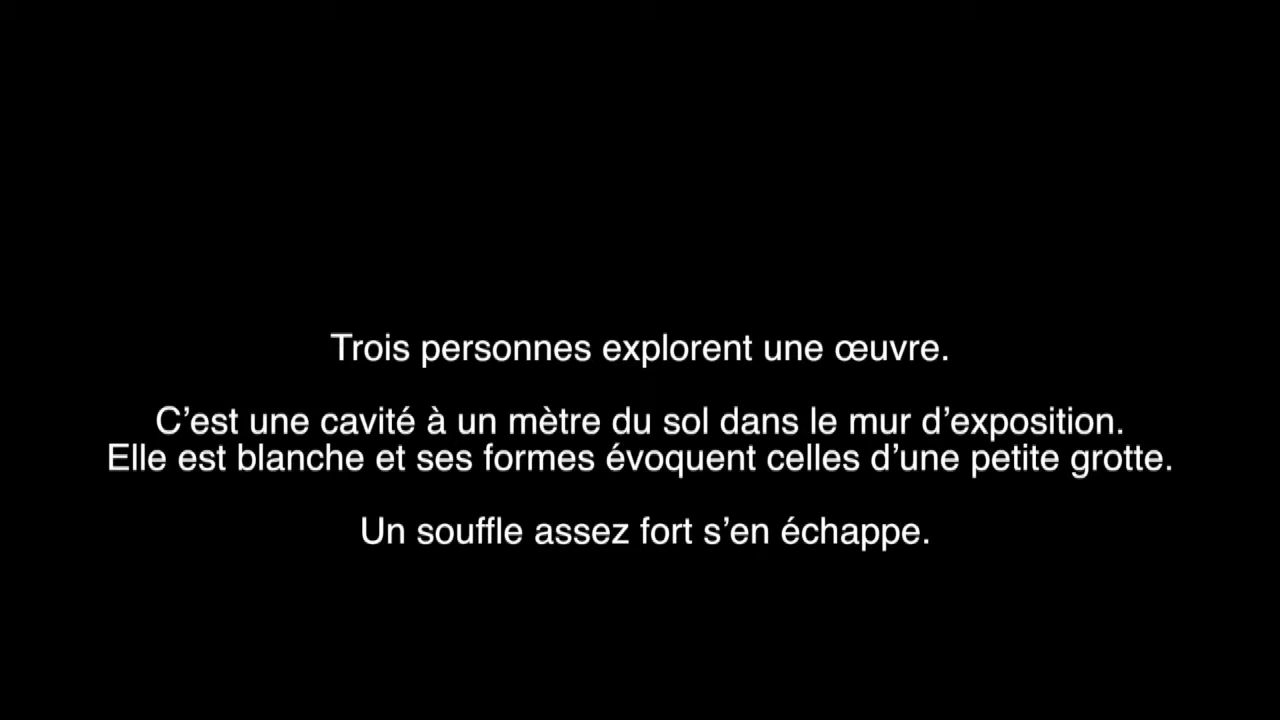 Trois personnes explorent une œuvre.
C’est une cavité à un mètre du sol dans le mur d’exposition.
Elle est blanche et ses formes évoquent celles d’une petite grotte.
Un souffle assez fort s’en échappe.